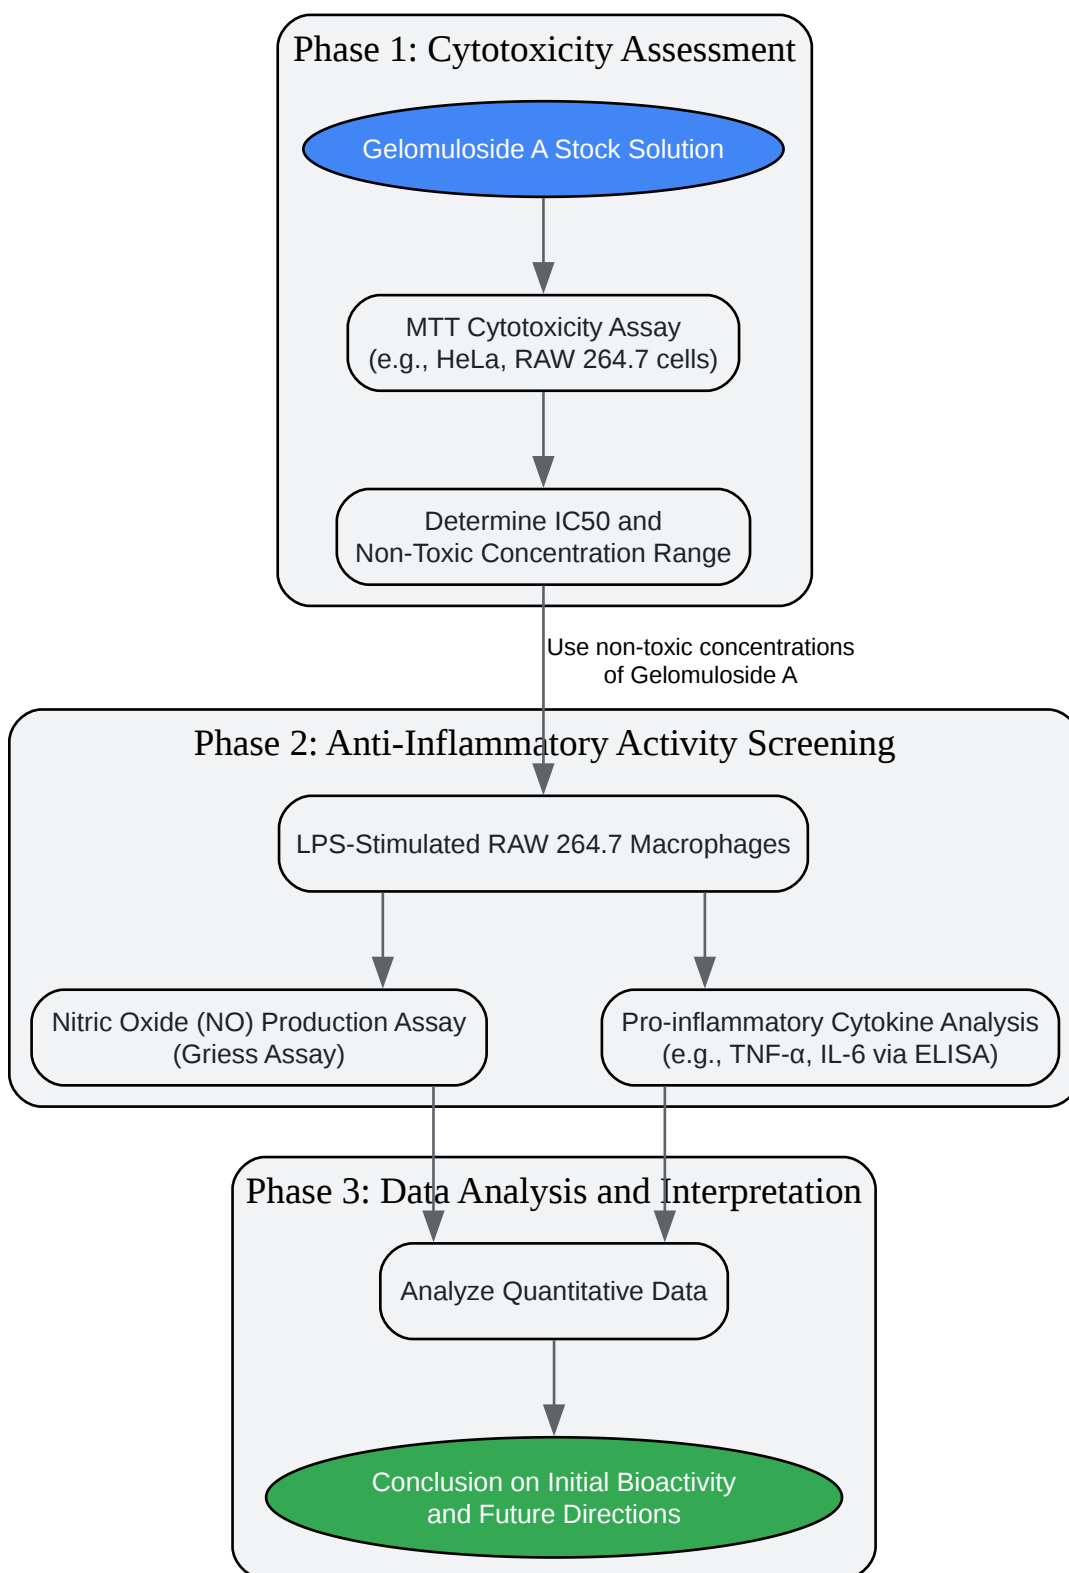 Phase 1: Cytotoxicity Assessment
Gelomuloside A Stock Solution
MTT Cytotoxicity Assay
(e.g., HeLa, RAW 264.7 cells)
Determine IC50 and
Non-Toxic Concentration Range
Use non-toxic concentrations
of Gelomuloside A
Phase 2: Anti-Inflammatory Activity Screening
LPS-Stimulated RAW 264.7 Macrophages
Nitric Oxide (NO) Production Assay
(Griess Assay)
Pro-inflammatory Cytokine Analysis
(e.g., TNF-α, IL-6 via ELISA)
Phase 3: Data Analysis and Interpretation
Analyze Quantitative Data
Conclusion on Initial Bioactivity
and Future Directions